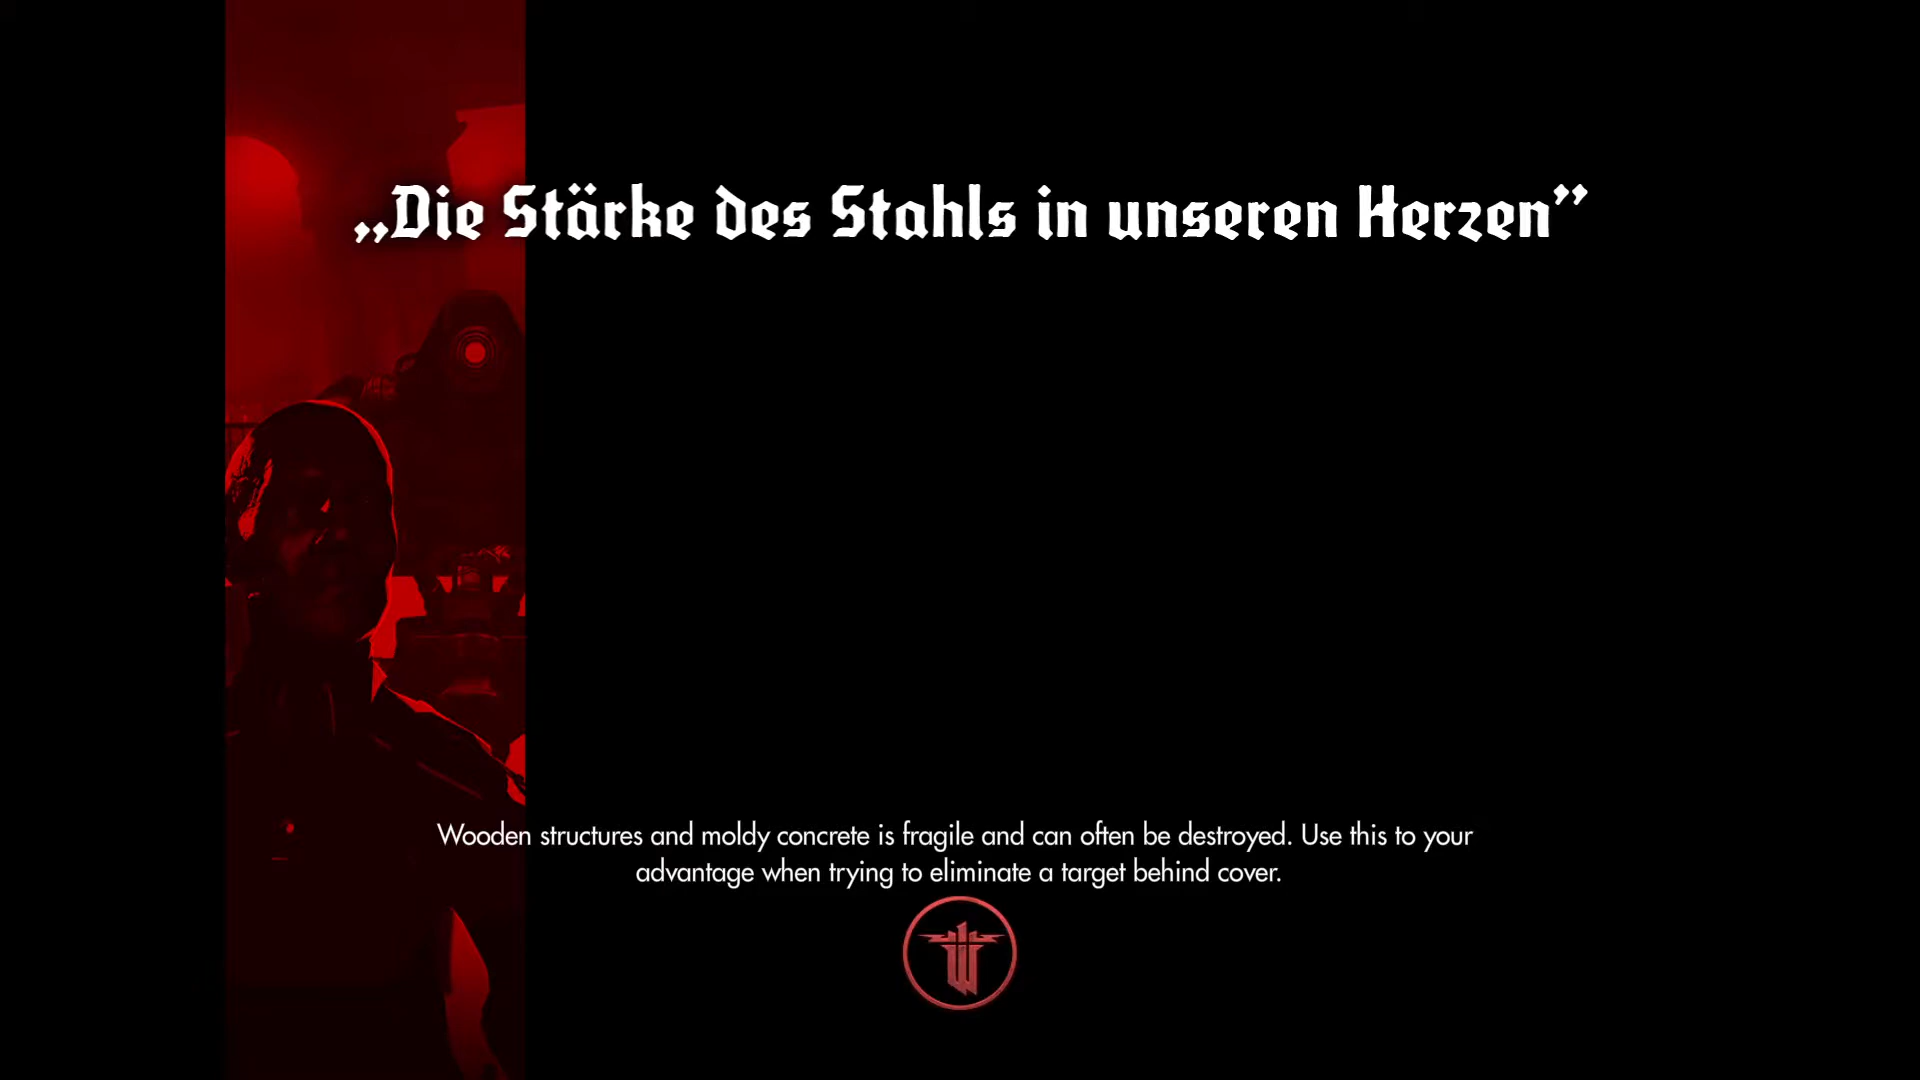 „Die Stärke des Stahls in unseren Herzen”
Wooden structures and moldy concrete is fragile and can often be destroyed. Use this to your
advantage when trying to eliminate a target behind cover.